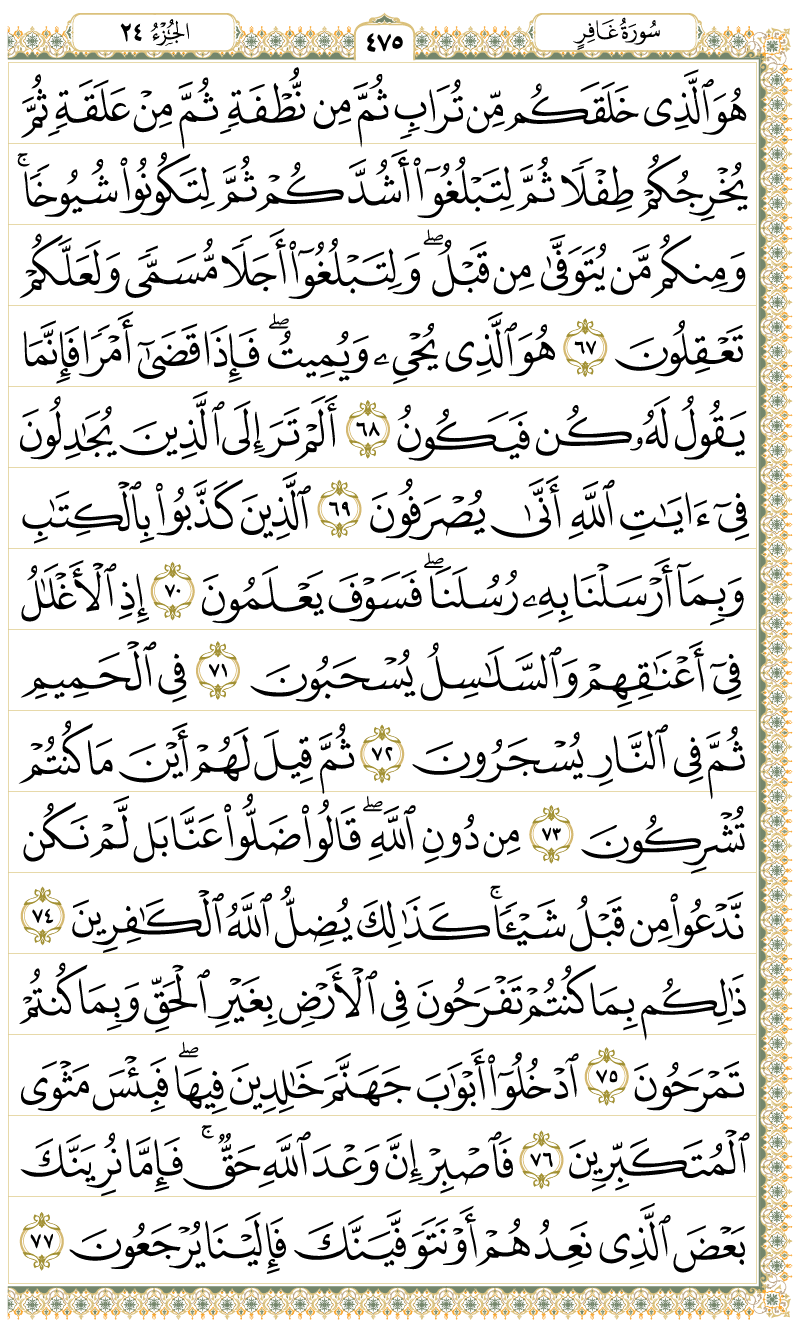 سُورَةُ غَافِرٍ ٤٧٥ الجُزْءُ ٢٤
هُوَ ٱلَّذِى خَلَقَكُم مِّن تُرَابٍ ثُمَّ مِن نُّطْفَةٍ ثُمَّ مِنْ عَلَقَةٍ ثُمَّ
يُخْرِجُكُمْ طِفْلًا ثُمَّ لِتَبْلُغُوٓا۟ أَشُدَّكُمْ ثُمَّ لِتَكُونُوا۟ شُيُوخًا ۚ
وَمِنكُم مَّن يُتَوَفَّىٰ مِن قَبْلُ ۖ وَلِتَبْلُغُوٓا۟ أَجَلًا مُّسَمًّى وَلَعَلَّكُمْ
تَعْقِلُونَ ٦٧ هُوَ ٱلَّذِى يُحْىِۦ وَيُمِيتُ ۖ فَإِذَا قَضَىٰٓ أَمْرًا فَإِنَّمَا
يَقُولُ لَهُۥ كُن فَيَكُونُ ٦٨ أَلَمْ تَرَ إِلَى ٱلَّذِينَ يُجَـٰدِلُونَ
فِىٓ ءَايَـٰتِ ٱللَّهِ أَنَّىٰ يُصْرَفُونَ ٦٩ ٱلَّذِينَ كَذَّبُوا۟ بِٱلْكِتَـٰبِ
وَبِمَآ أَرْسَلْنَا بِهِۦ رُسُلَنَا ۖ فَسَوْفَ يَعْلَمُونَ ٧٠ إِذِ ٱلْأَغْلَـٰلُ
فِىٓ أَعْنَـٰقِهِمْ وَٱلسَّلَـٰسِلُ يُسْحَبُونَ ٧١ فِى ٱلْحَمِيمِ
ثُمَّ فِى ٱلنَّارِ يُسْجَرُونَ ٧٢ ثُمَّ قِيلَ لَهُمْ أَيْنَ مَا كُنتُمْ
تُشْرِكُونَ ٧٣ مِن دُونِ ٱللَّهِ ۖ قَالُوا۟ ضَلُّوا۟ عَنَّا بَل لَّمْ نَكُن
نَّدْعُوا۟ مِن قَبْلُ شَيْـًٔا ۚ كَذَٰلِكَ يُضِلُّ ٱللَّهُ ٱلْكَـٰفِرِينَ ٧٤
ذَٰلِكُم بِمَا كُنتُمْ تَفْرَحُونَ فِى ٱلْأَرْضِ بِغَيْرِ ٱلْحَقِّ وَبِمَا كُنتُمْ
تَمْرَحُونَ ٧٥ ٱدْخُلُوٓا۟ أَبْوَٰبَ جَهَنَّمَ خَـٰلِدِينَ فِيهَا ۖ فَبِئْسَ مَثْوَى
ٱلْمُتَكَبِّرِينَ ٧٦ فَٱصْبِرْ إِنَّ وَعْدَ ٱللَّهِ حَقٌّ ۚ فَإِمَّا نُرِيَنَّكَ
بَعْضَ ٱلَّذِى نَعِدُهُمْ أَوْ نَتَوَفَّيَنَّكَ فَإِلَيْنَا يُرْجَعُونَ ٧٧